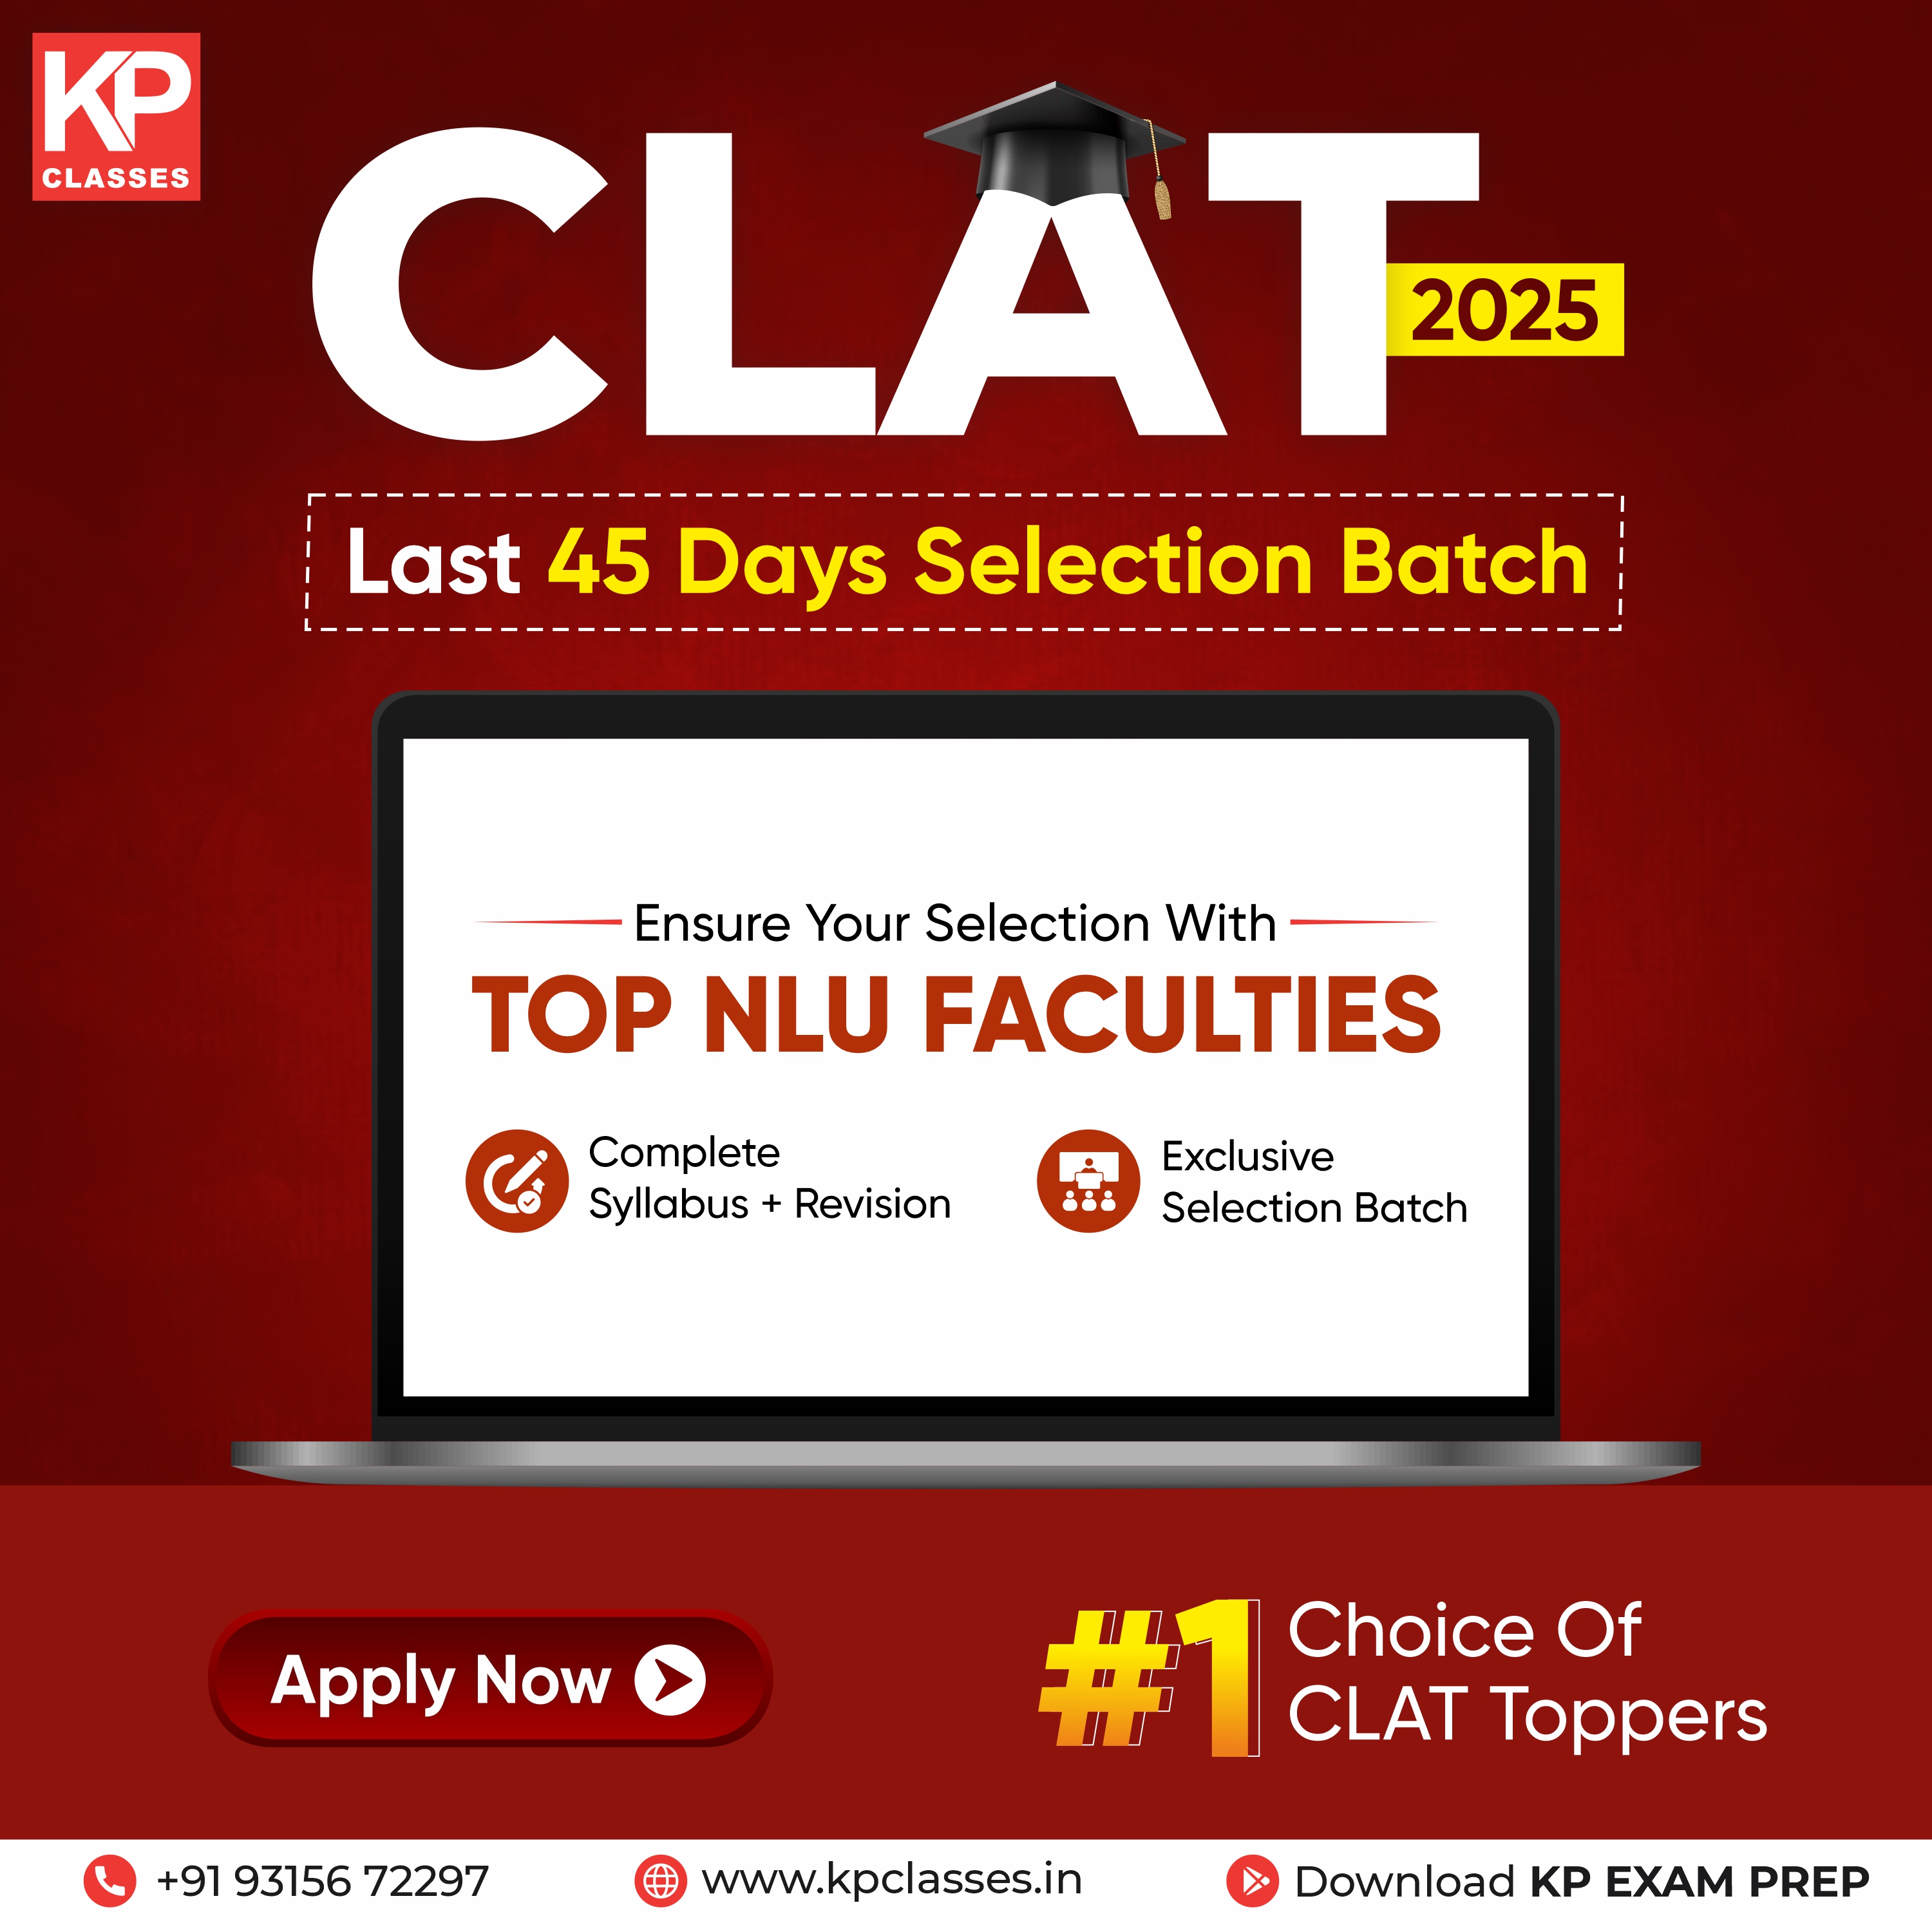 KP
CLASSES
CLAT
2025
Last 45 Days Selection Batch
Ensure Your Selection With
TOP NLU FACULTIES
Complete
Syllabus + Revision
Exclusive
Selection Batch
Apply Now
#1 Choice Of
CLAT Toppers
+91 93156 72297
www.kpclasses.in
Download KP EXAM PREP